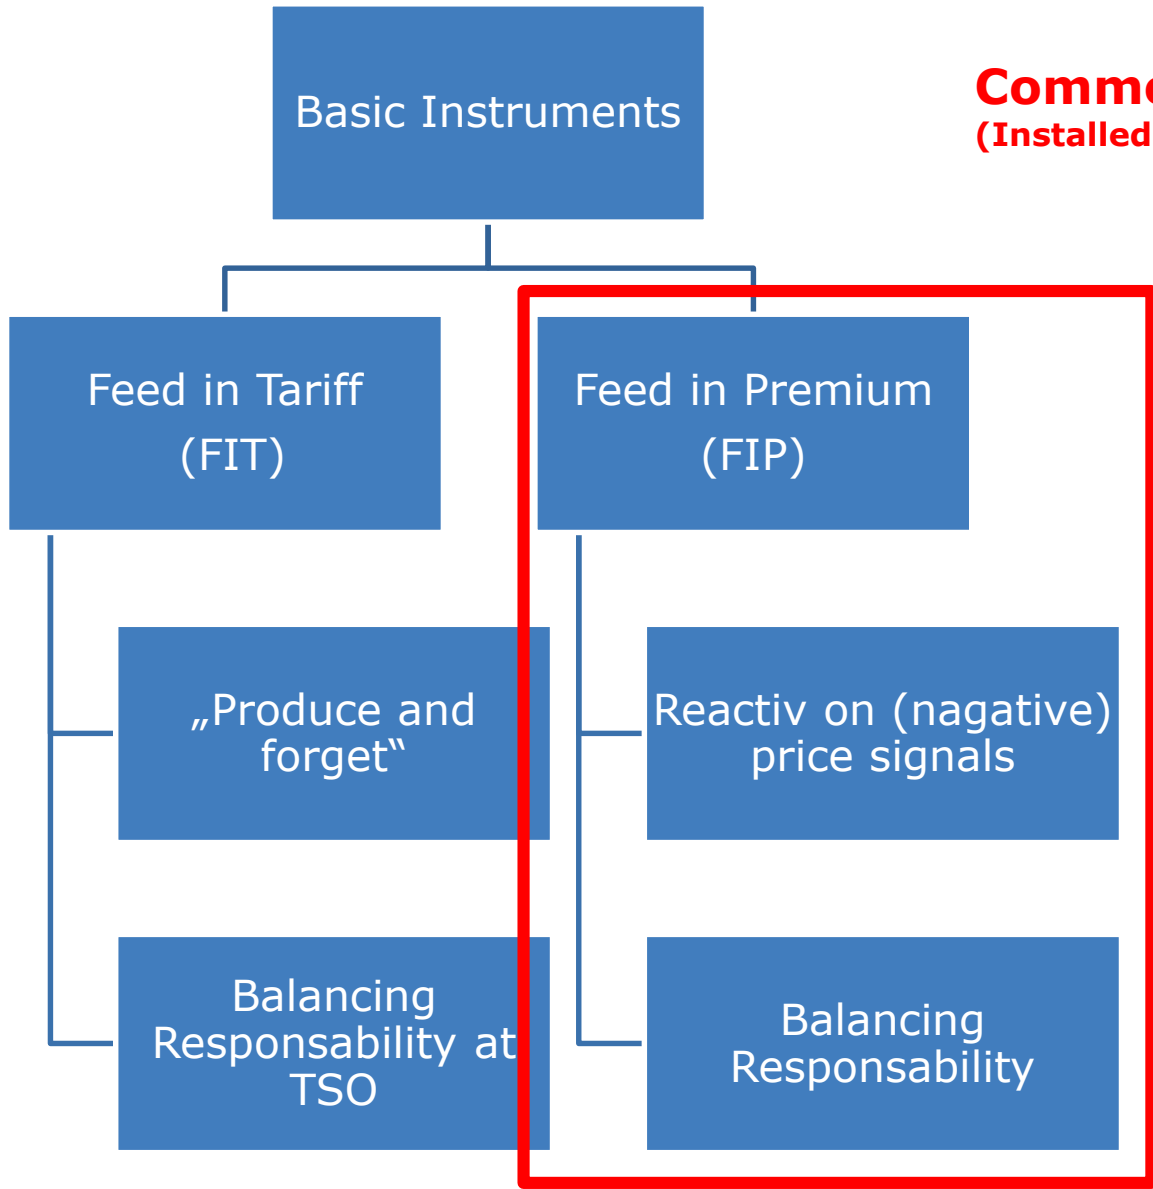 Basic Instruments
(Installed
Feed in Tariff
(FIT)
Feed in Premium
(FIP)
„Produce and
forget“
Reactiv on (nagative)
price signals
Balancing
Responsability at
TSO
Balancing
Responsability